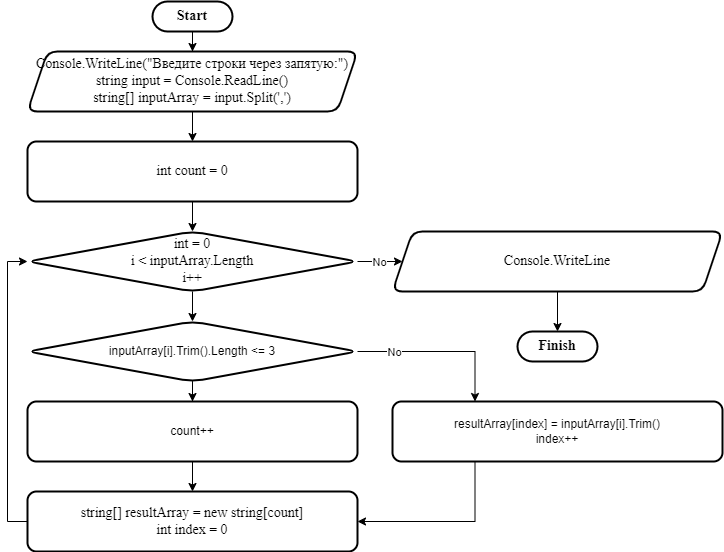 Start
Console.WriteLine("Введите строки через запятую:")
string input = Console.ReadLine()
string[] inputArray = input.Split(',')
int count = 0
int = 0
i < inputArray.Length
i++
No
Console.WriteLine
Finish
inputArray[i].Trim().Length <= 3
No
count++
resultArray[index] = inputArray[i].Trim()
index++
string[] resultArray = new string[count]
int index = 0